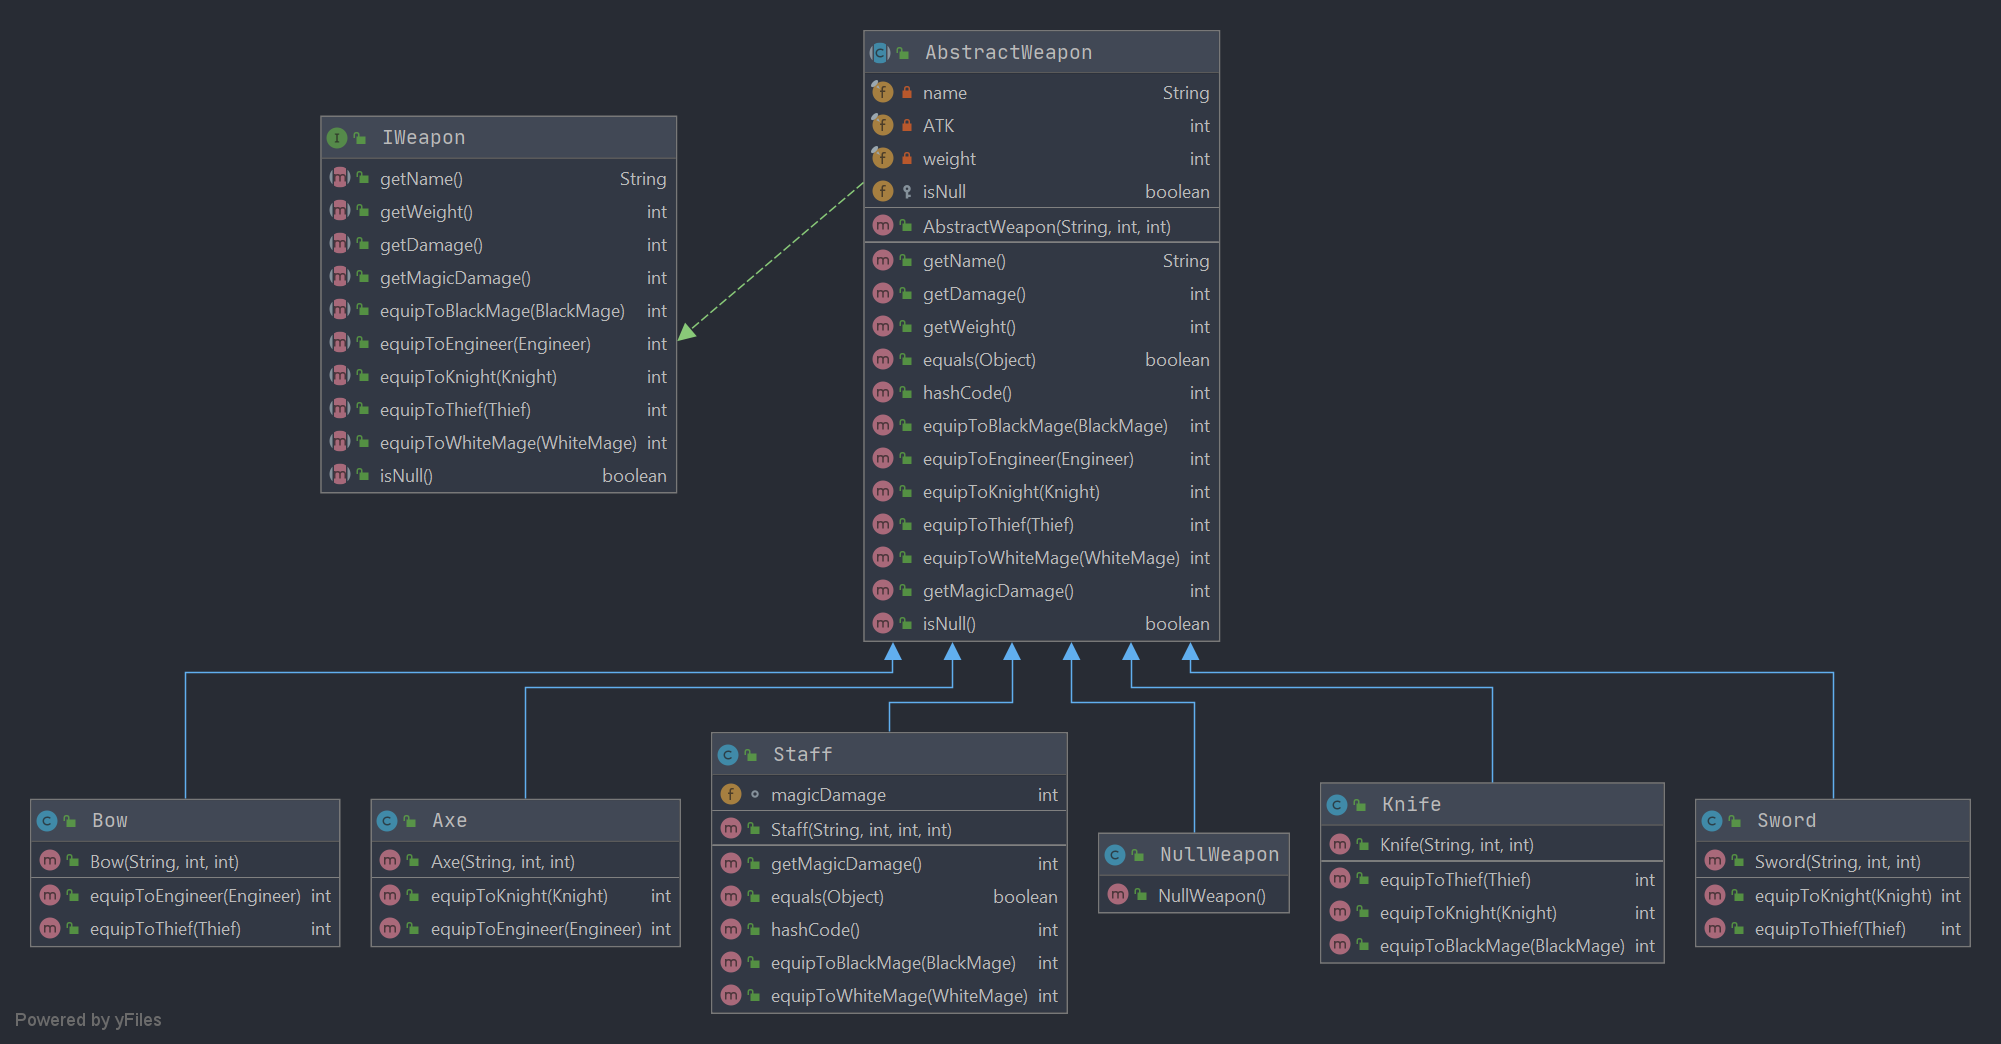 AbstractWeapon
name String
ATK int
weight int
isNull boolean
AbstractWeapon(String, int, int)
getName() String
getDamage() int
getWeight() int
equals(Object) boolean
hashCode() int
equipToBlackMage(BlackMage) int
equipToEngineer(Engineer) int
equipToKnight(Knight) int
equipToThief(Thief) int
equipToWhiteMage(WhiteMage) int
getMagicDamage() int
isNull() boolean
IWeapon
getName() String
getWeight() int
getDamage() int
getMagicDamage() int
equipToBlackMage(BlackMage) int
equipToEngineer(Engineer) int
equipToKnight(Knight) int
equipToThief(Thief) int
equipToWhiteMage(WhiteMage) int
isNull() boolean
Bow
Bow(String, int, int)
equipToEngineer(Engineer) int
equipToThief(Thief) int
Axe
Axe(String, int, int)
equipToKnight(Knight) int
equipToEngineer(Engineer) int
Staff
magicDamage int
Staff(String, int, int, int)
getMagicDamage() int
equals(Object) boolean
hashCode() int
equipToBlackMage(BlackMage) int
equipToWhiteMage(WhiteMage) int
NullWeapon
NullWeapon()
Knife
Knife(String, int, int)
equipToThief(Thief) int
equipToKnight(Knight) int
equipToBlackMage(BlackMage) int
Sword
Sword(String, int, int)
equipToKnight(Knight) int
equipToThief(Thief) int
Powered by yFiles